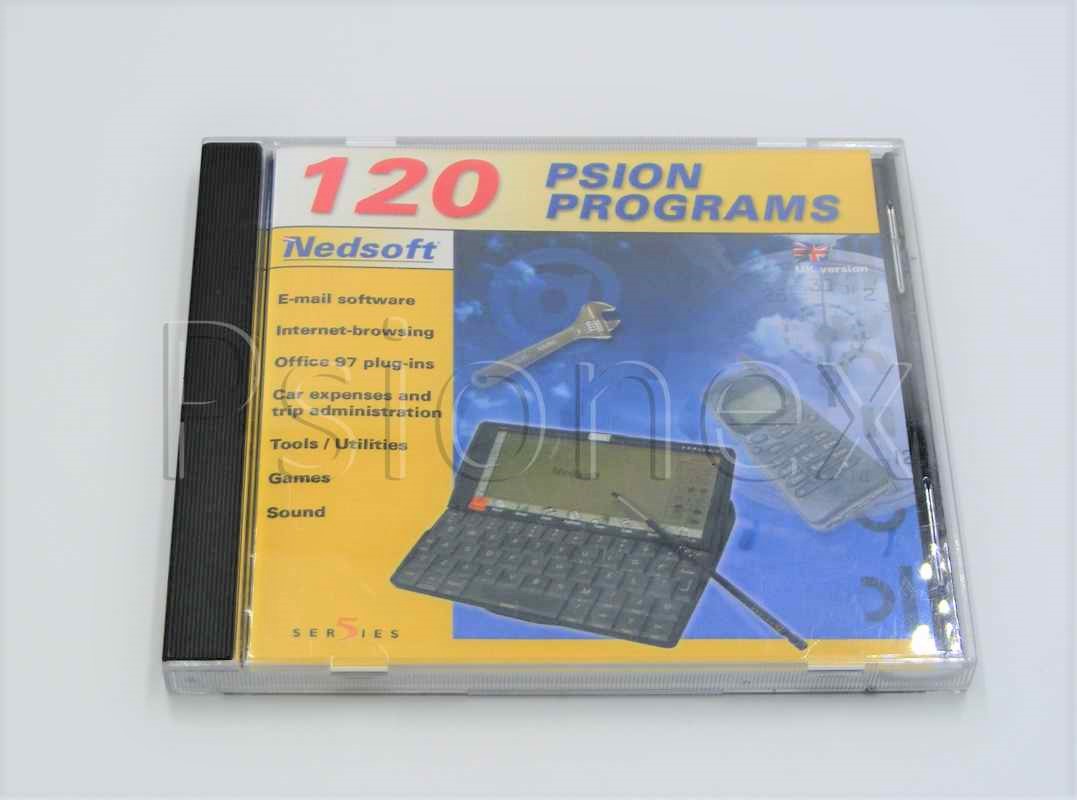 120 PSION
PROGRAMS
Nedsoft
UK version
E-mail software
Internet-browsing
Office 97 plug-ins
Car expenses and
trip administration
Tools / Utilities
Games
Sound
SER5IES
Psionex